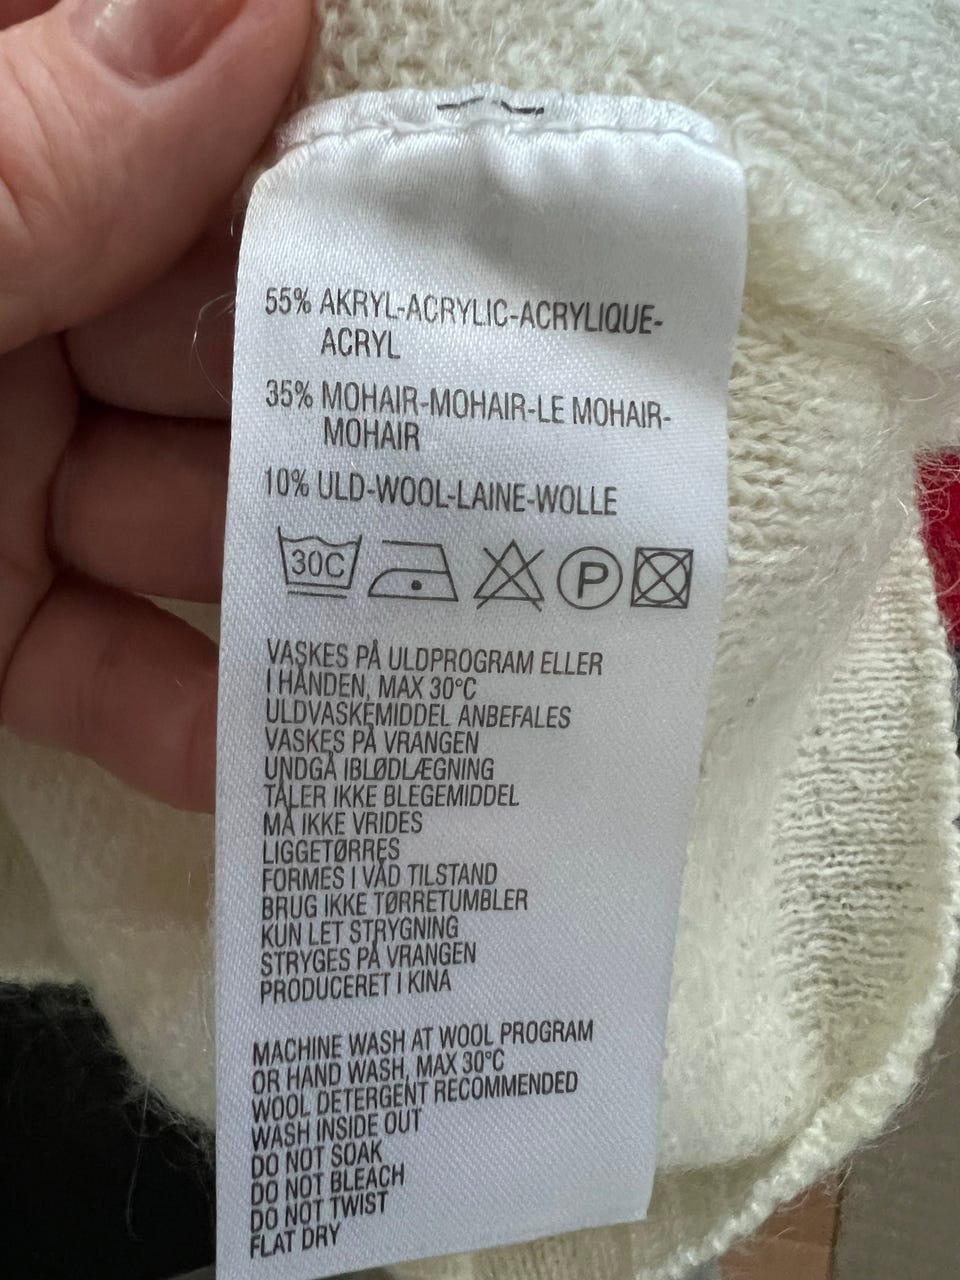 55% AKRYL-ACRYLIC-ACRYLIQUE-
ACRYL
35% MOHAIR-MOHAIR-LE MOHAIR-
MOHAIR
10% ULD-WOOL-LAINE-WOLLE
30C P
VASKES PÅ ULDPROGRAM ELLER
I HÅNDEN, MAX 30°C
ULDVASKEMIDDEL ANBEFALES
VASKES PÅ VRANGEN
UNDGÅ IBLØDLÆGNING
TÅLER IKKE BLEGEMIDDEL
MÅ IKKE VRIDES
LIGGETØRRES
FORMES I VÅD TILSTAND
BRUG IKKE TØRRETUMBLER
KUN LET STRYGNING
STRYGES PÅ VRANGEN
PRODUCERET I KINA
MACHINE WASH AT WOOL PROGRAM
OR HAND WASH, MAX 30°C
WOOL DETERGENT RECOMMENDED
WASH INSIDE OUT
DO NOT SOAK
DO NOT BLEACH
DO NOT TWIST
FLAT DRY